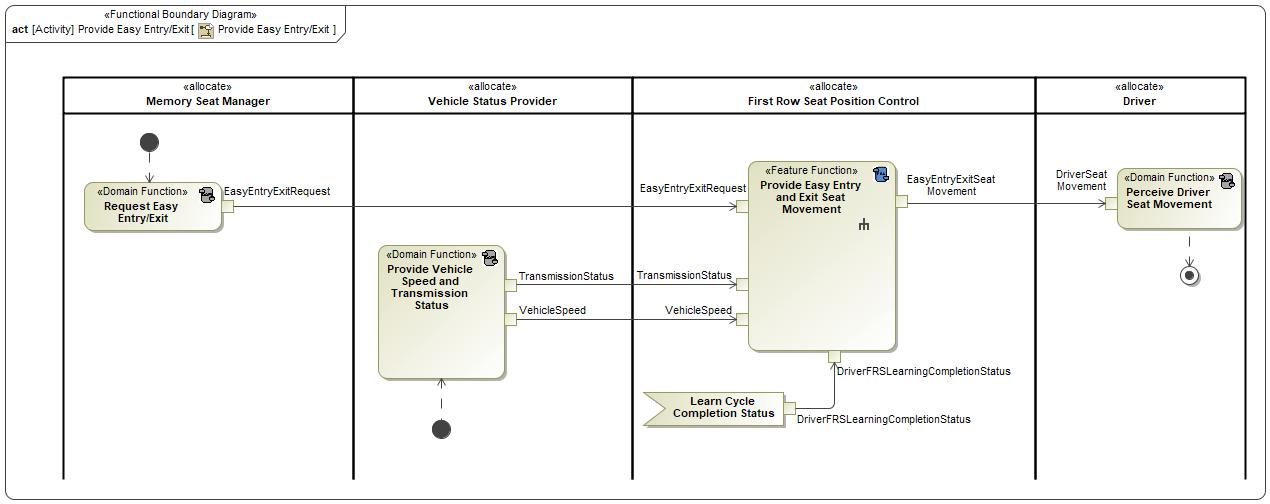 «Functional Boundary Diagram»
act [Activity] Provide Easy Entry/Exit [ Provide Easy Entry/Exit ]
«allocate»
Memory Seat Manager
«allocate»
Vehicle Status Provider
«allocate»
First Row Seat Position Control
«allocate»
Driver
«Domain Function»
Request Easy
Entry/Exit
EasyEntryExitRequest
«Domain Function»
Provide Vehicle
Speed and
Transmission
Status
TransmissionStatus
VehicleSpeed
EasyEntryExitRequest
TransmissionStatus
VehicleSpeed
«Feature Function»
Provide Easy Entry
and Exit Seat
Movement
EasyEntryExitSeat
Movement
DriverFRSLearningCompletionStatus
Learn Cycle
Completion Status
DriverFRSLearningCompletionStatus
DriverSeat
Movement
«Domain Function»
Perceive Driver
Seat Movement